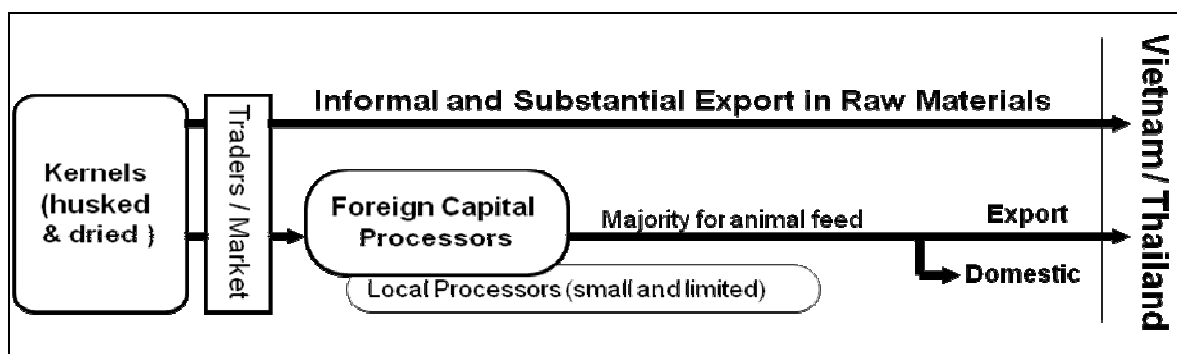 Kernels
(husked
& dried )
Traders / Market
Informal and Substantial Export in Raw Materials
Foreign Capital
Processors
Local Processors (small and limited)
Majority for animal feed
Export
Domestic
Vietnam/ Thailand